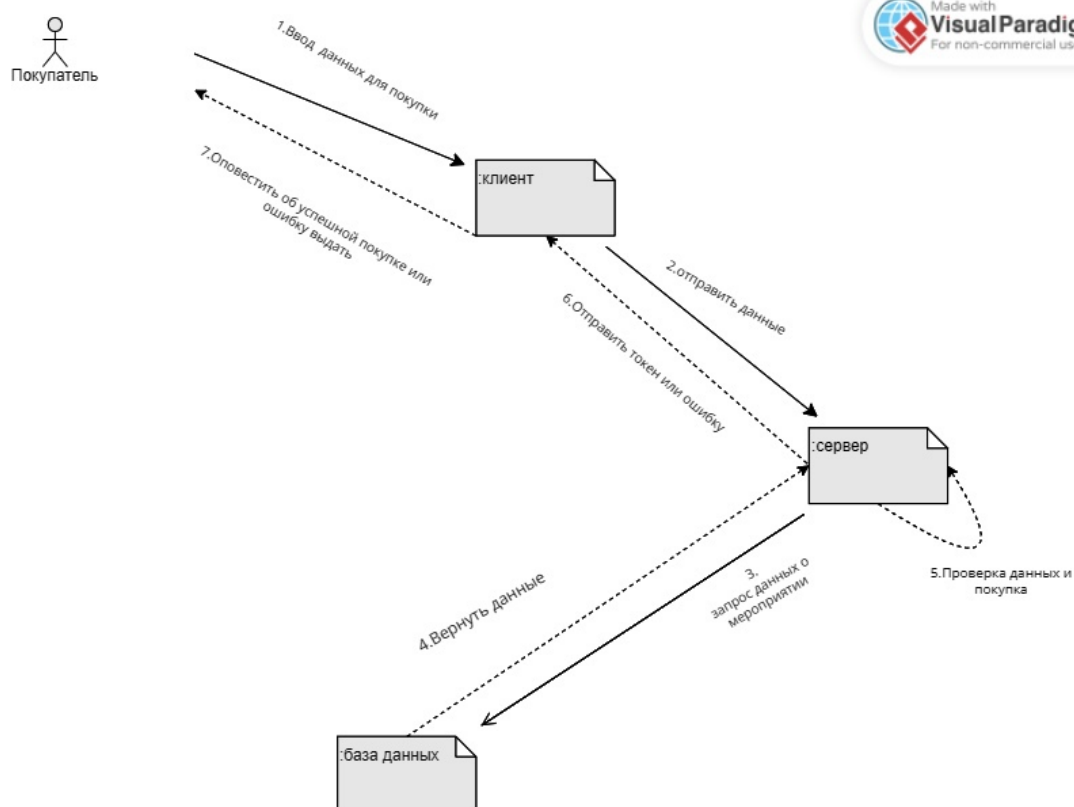 Made with
Visual Paradig
For non-commercial us
Покупатель
1.Ввод данных для покупки
7.Оповестить об успешной покупке или
ошибку выдать
:клиент
2.отправить данные
6.Отправить токен или ошибку
:сервер
5.Проверка данных и
покупка
3.
запрос данных о
мероприятии
4.Вернуть данные
:база данных